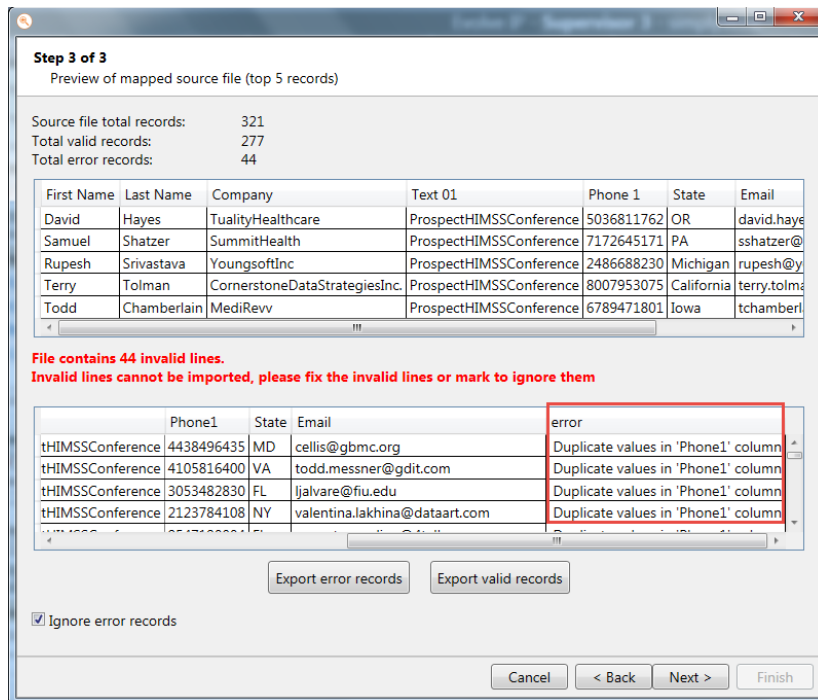 Step 3 of 3
Preview of mapped source file (top 5 records)
Source file total records: 321
Total valid records: 277
Total error records: 44
First Name Last Name Company Text 01 Phone 1 State Email
David Hayes TualityHealthcare ProspectHIMSSConference 5036811762 OR david.haye
Samuel Shatzer SummitHealth ProspectHIMSSConference 7172645171 PA sshatzer@
Rupesh Srivastava YoungsoftInc ProspectHIMSSConference 2486688230 Michigan rupesh@y
Terry Tolman CornerstoneDataStrategiesInc. ProspectHIMSSConference 8007953075 California terry.tolma
Todd Chamberlain MediRevv ProspectHIMSSConference 6789471801 Iowa tchamberl
File contains 44 invalid lines.
Invalid lines cannot be imported, please fix the invalid lines or mark to ignore them
Phone1 State Email error
tHIMSSConference 4438496435 MD cellis@gbmc.org Duplicate values in 'Phone1' column
tHIMSSConference 4105816400 VA todd.messner@gdit.com Duplicate values in 'Phone1' column
tHIMSSConference 3053482830 FL ljalvare@fiu.edu Duplicate values in 'Phone1' column
tHIMSSConference 2123784108 NY valentina.lakhina@dataart.com Duplicate values in 'Phone1' column
Export error records Export valid records
Ignore error records
Cancel < Back Next > Finish